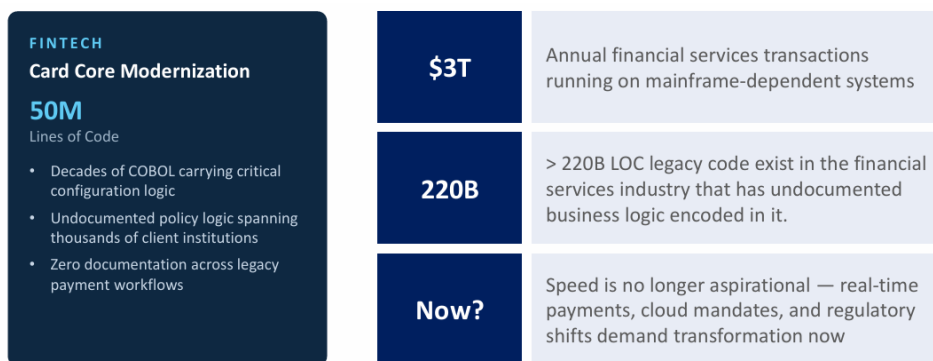 FINTECH
Card Core Modernization
50M
Lines of Code
• Decades of COBOL carrying critical
configuration logic
• Undocumented policy logic spanning
thousands of client institutions
• Zero documentation across legacy
payment workflows
$3T
Annual financial services transactions
running on mainframe-dependent systems
220B
> 220B LOC legacy code exist in the financial
services industry that has undocumented
business logic encoded in it.
Now?
Speed is no longer aspirational — real-time
payments, cloud mandates, and regulatory
shifts demand transformation now